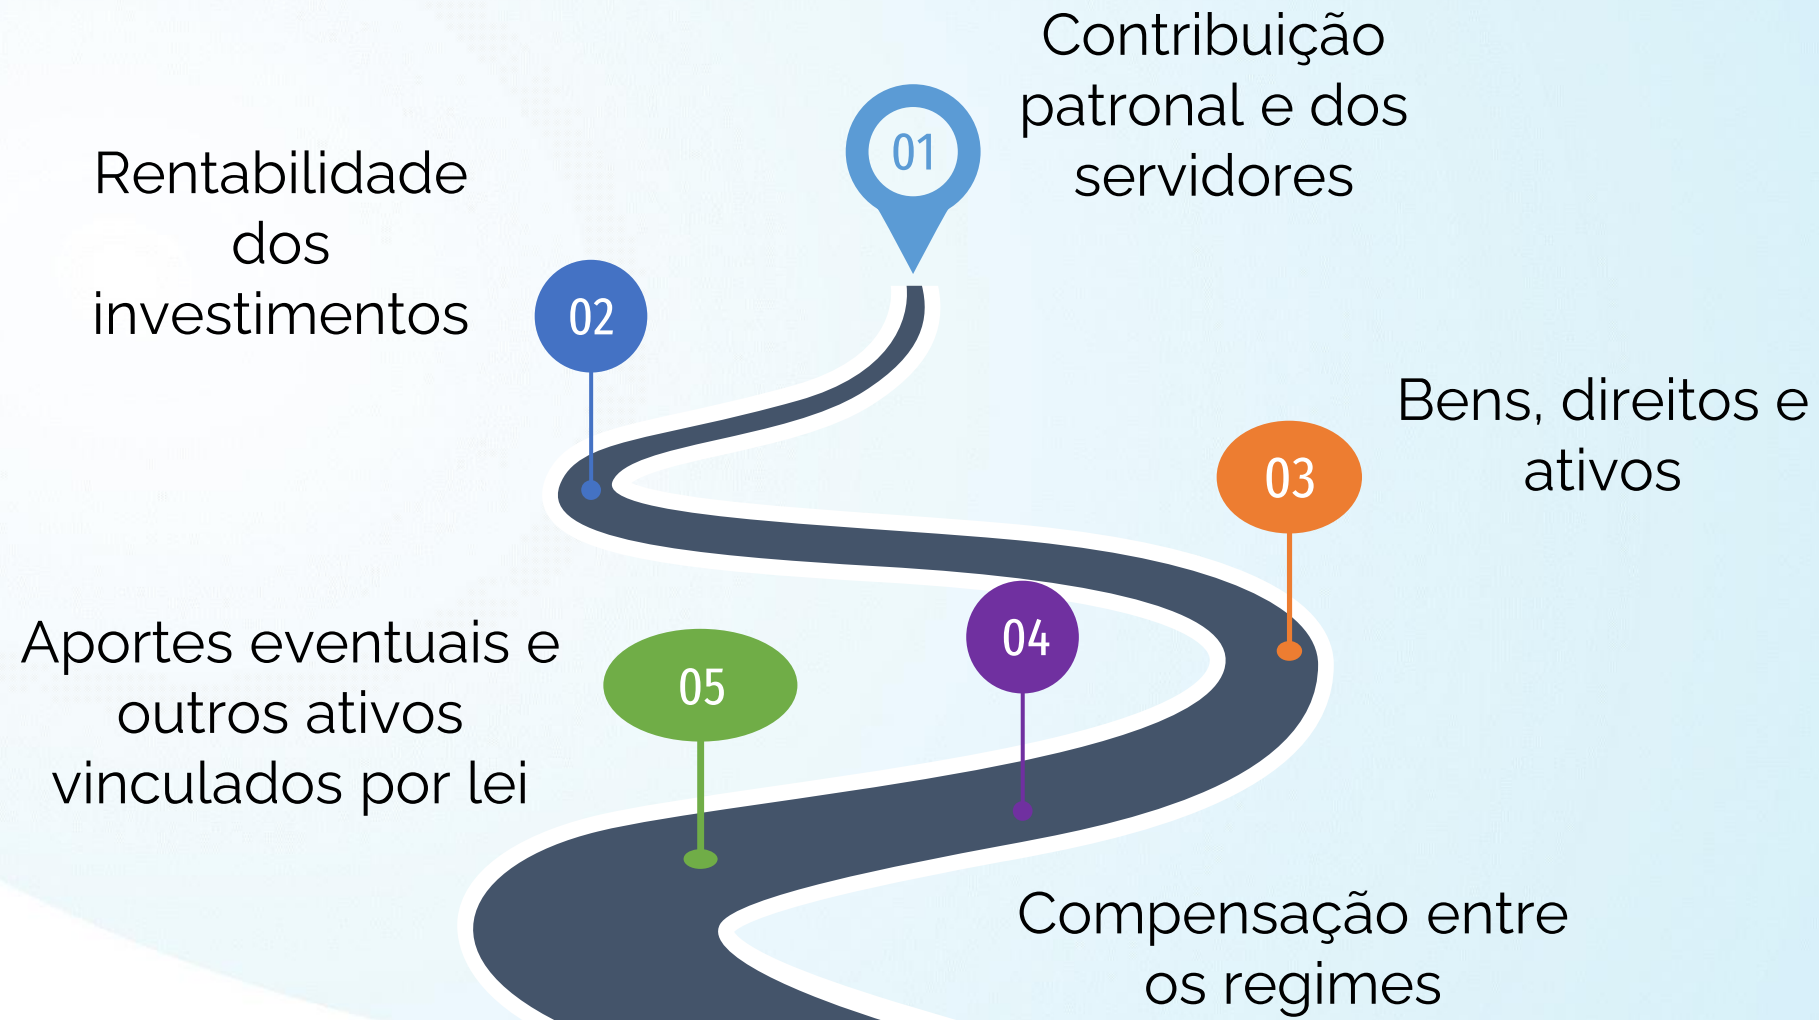 01
Contribuição
patronal e dos
servidores
02
Rentabilidade
dos
investimentos
03
Bens, direitos e
ativos
04
Compensação entre
os regimes
05
Aportes eventuais e
outros ativos
vinculados por lei